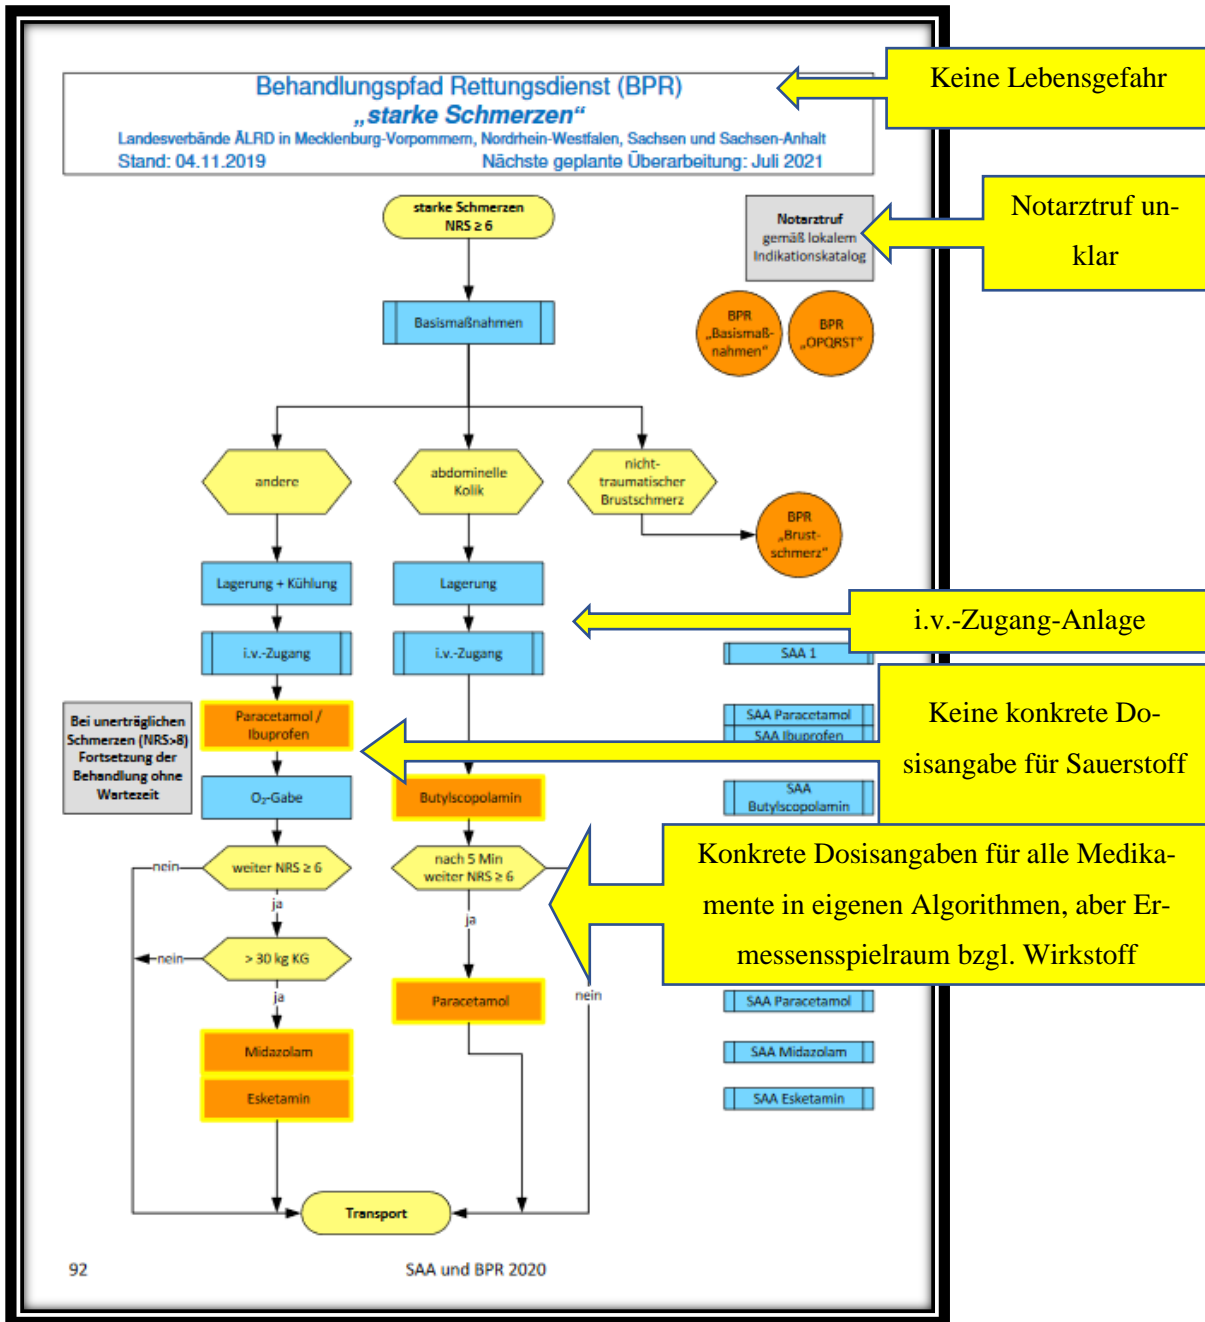 Keine Lebensgefahr
Behandlungspfad Rettungsdienst (BPR)
„starke Schmerzen“
Landesverbände ÄLRD in Mecklenburg-Vorpommern, Nordrhein-Westfalen, Sachsen und Sachsen-Anhalt
Stand: 04.11.2019 Nächste geplante Überarbeitung: Juli 2021
starke Schmerzen
NRS ≥ 6
Notarztruf
gemäß lokalem
Indikationskatalog
Notarztruf un-
klar
Basismaßnahmen
BPR
„Basismaß-
nahmen“
BPR
„OPQRST“
andere
abdominelle
Kolik
nicht-
traumatischer
Brustschmerz
BPR
„Brust-
schmerz“
Lagerung + Kühlung
Lagerung
i.v.-Zugang-Anlage
i.v.-Zugang
i.v.-Zugang
SAA 1
Bei unerträglichen
Schmerzen (NRS>8)
Fortsetzung der
Behandlung ohne
Wartezeit
Paracetamol /
Ibuprofen
SAA Paracetamol
SAA Ibuprofen
Keine konkrete Do-
sisangabe für Sauerstoff
O₂-Gabe
Butylscopolamin
SAA
Butylscopolamin
nein
weiter NRS ≥ 6
nach 5 Min
weiter NRS ≥ 6
Konkrete Dosisangaben für alle Medika-
mente in eigenen Algorithmen, aber Er-
messensspielraum bzgl. Wirkstoff
ja
ja
nein
> 30 kg KG
ja
Paracetamol
nein
SAA Paracetamol
Midazolam
SAA Midazolam
Esketamin
SAA Esketamin
Transport
92 SAA und BPR 2020